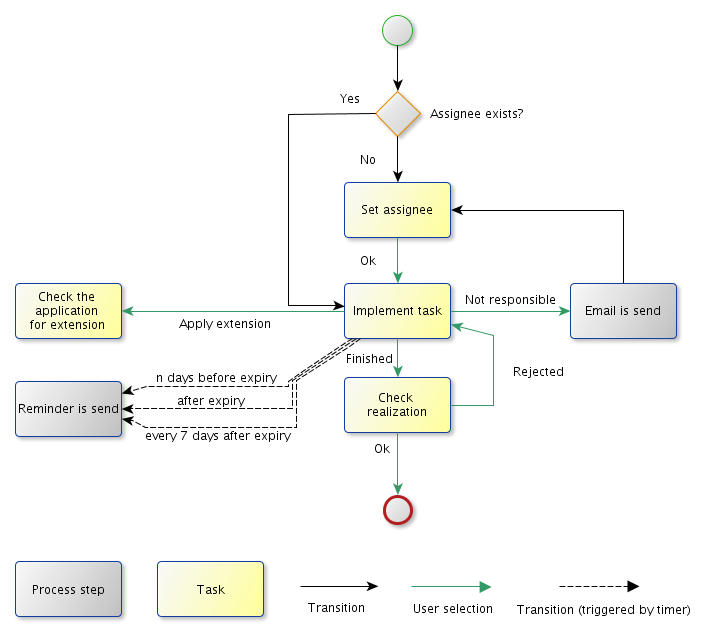 Yes
Assignee exists?
No
Set assignee
Ok
Check the
application
for extension
Apply extension
Implement task
Not responsible
Email is send
Finished
n days before expiry
Rejected
Reminder is send
after expiry
Check
realization
every 7 days after expiry
Ok
Process step
Task
Transition
User selection
Transition (triggered by timer)